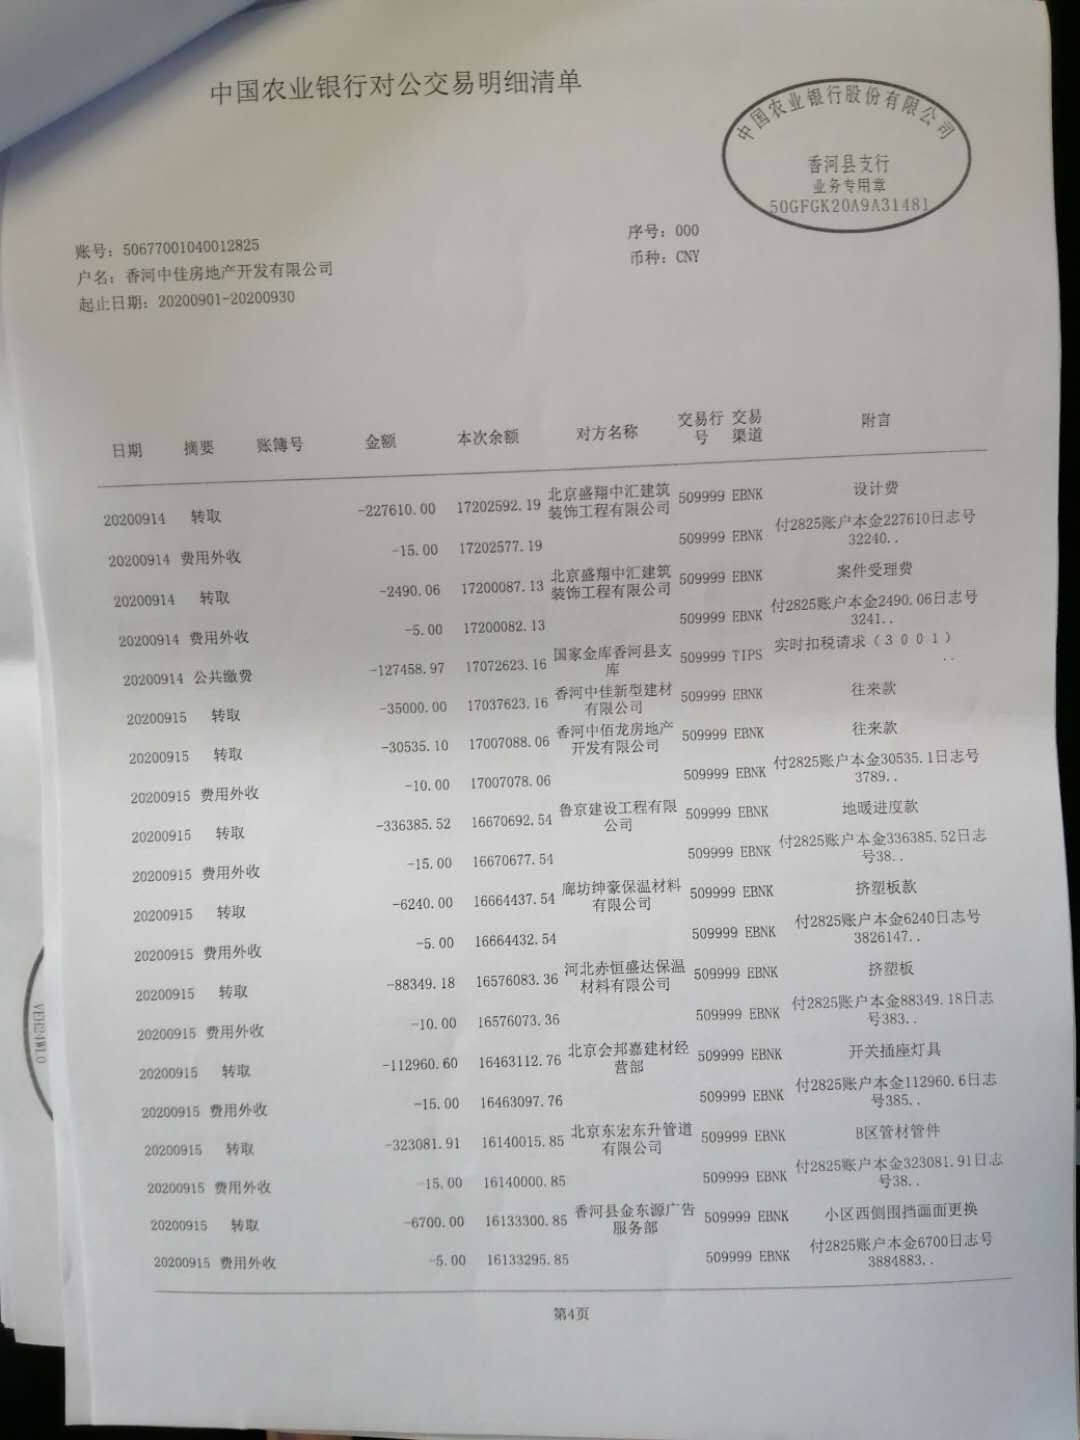 中国农业银行对公交易明细清单
中国农业银行股份有限公司
香河县支行
业务专用章
50GFGK20A9A31481
账号：50677001040012825
序号：000
户名：香河中佳房地产开发有限公司
币种：CNY
起止日期：20200901-20200930
日期 摘要 账簿号 金额 本次余额 对方名称 交易行号 交易渠道 附言
20200914 转取 -227610.00 17202592.19 北京盛翔中汇建筑装饰工程有限公司 509999 EBNK 设计费
20200914 费用外收 -15.00 17202577.19 509999 EBNK 付2825账户本金227610日志号32240..
20200914 转取 -2490.06 17200087.13 北京盛翔中汇建筑装饰工程有限公司 509999 EBNK 案件受理费
20200914 费用外收 -5.00 17200082.13 509999 EBNK 付2825账户本金2490.06日志号3241..
20200914 公共缴费 -127458.97 17072623.16 国家金库香河县支库 509999 TIPS 实时扣税请求（3001）..
20200915 转取 -35000.00 17037623.16 香河中佳新型建材有限公司 509999 EBNK 往来款
20200915 转取 -30535.10 17007088.06 香河中佰龙房地产开发有限公司 509999 EBNK 往来款
20200915 费用外收 -10.00 17007078.06 509999 EBNK 付2825账户本金30535.1日志号3789..
20200915 转取 -336385.52 16670692.54 鲁京建设工程有限公司 509999 EBNK 地暖进度款
20200915 费用外收 -15.00 16670677.54 509999 EBNK 付2825账户本金336385.52日志号38..
20200915 转取 -6240.00 16664437.54 廊坊绅豪保温材料有限公司 509999 EBNK 挤塑板款
20200915 费用外收 -5.00 16664432.54 509999 EBNK 付2825账户本金6240日志号3826147..
20200915 转取 -88349.18 16576083.36 河北赤恒盛达保温材料有限公司 509999 EBNK 挤塑板
20200915 费用外收 -10.00 16576073.36 509999 EBNK 付2825账户本金88349.18日志号383..
20200915 转取 -112960.60 16463112.76 北京会邦嘉建材经营部 509999 EBNK 开关插座灯具
20200915 费用外收 -15.00 16463097.76 509999 EBNK 付2825账户本金112960.6日志号385..
20200915 转取 -323081.91 16140015.85 北京东宏东升管道有限公司 509999 EBNK B区管材管件
20200915 费用外收 -15.00 16140000.85 509999 EBNK 付2825账户本金323081.91日志号38..
20200915 转取 -6700.00 16133300.85 香河县金东源广告服务部 509999 EBNK 小区西侧围挡画面更换
20200915 费用外收 -5.00 16133295.85 509999 EBNK 付2825账户本金6700日志号3884883..
第4页